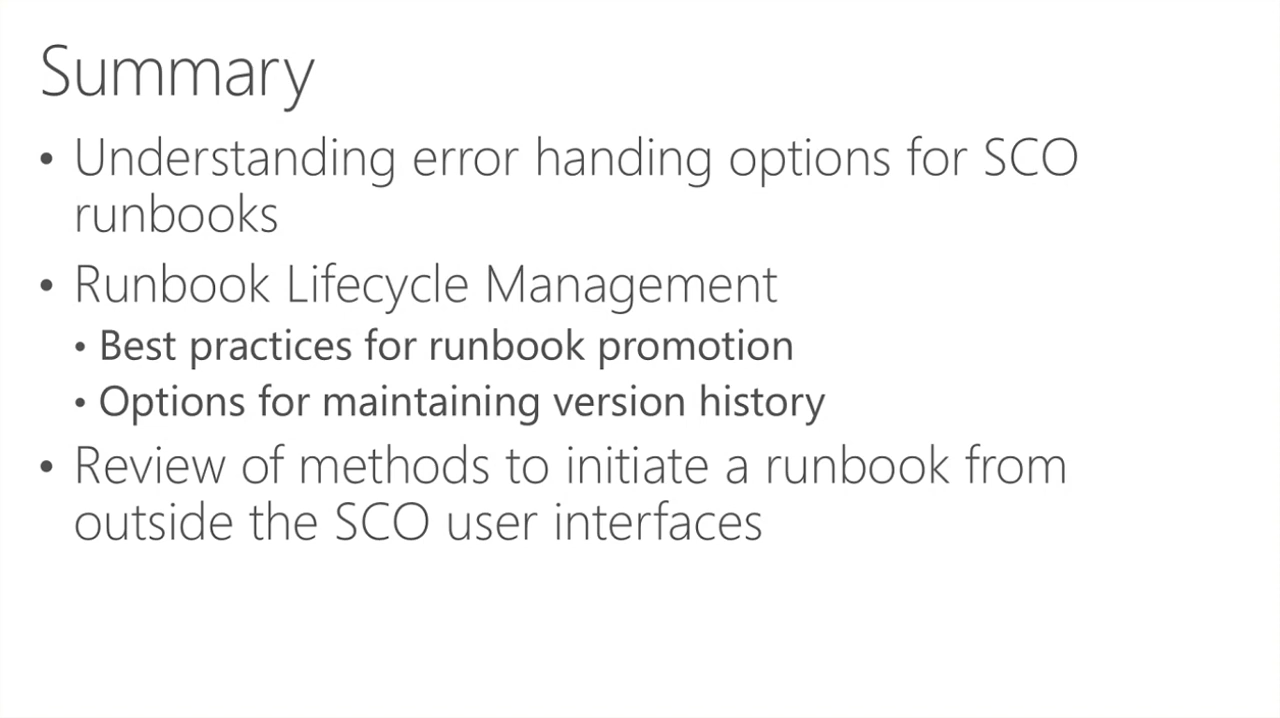 Summary
• Understanding error handing options for SCO
runbooks
• Runbook Lifecycle Management
• Best practices for runbook promotion
• Options for maintaining version history
• Review of methods to initiate a runbook from
outside the SCO user interfaces